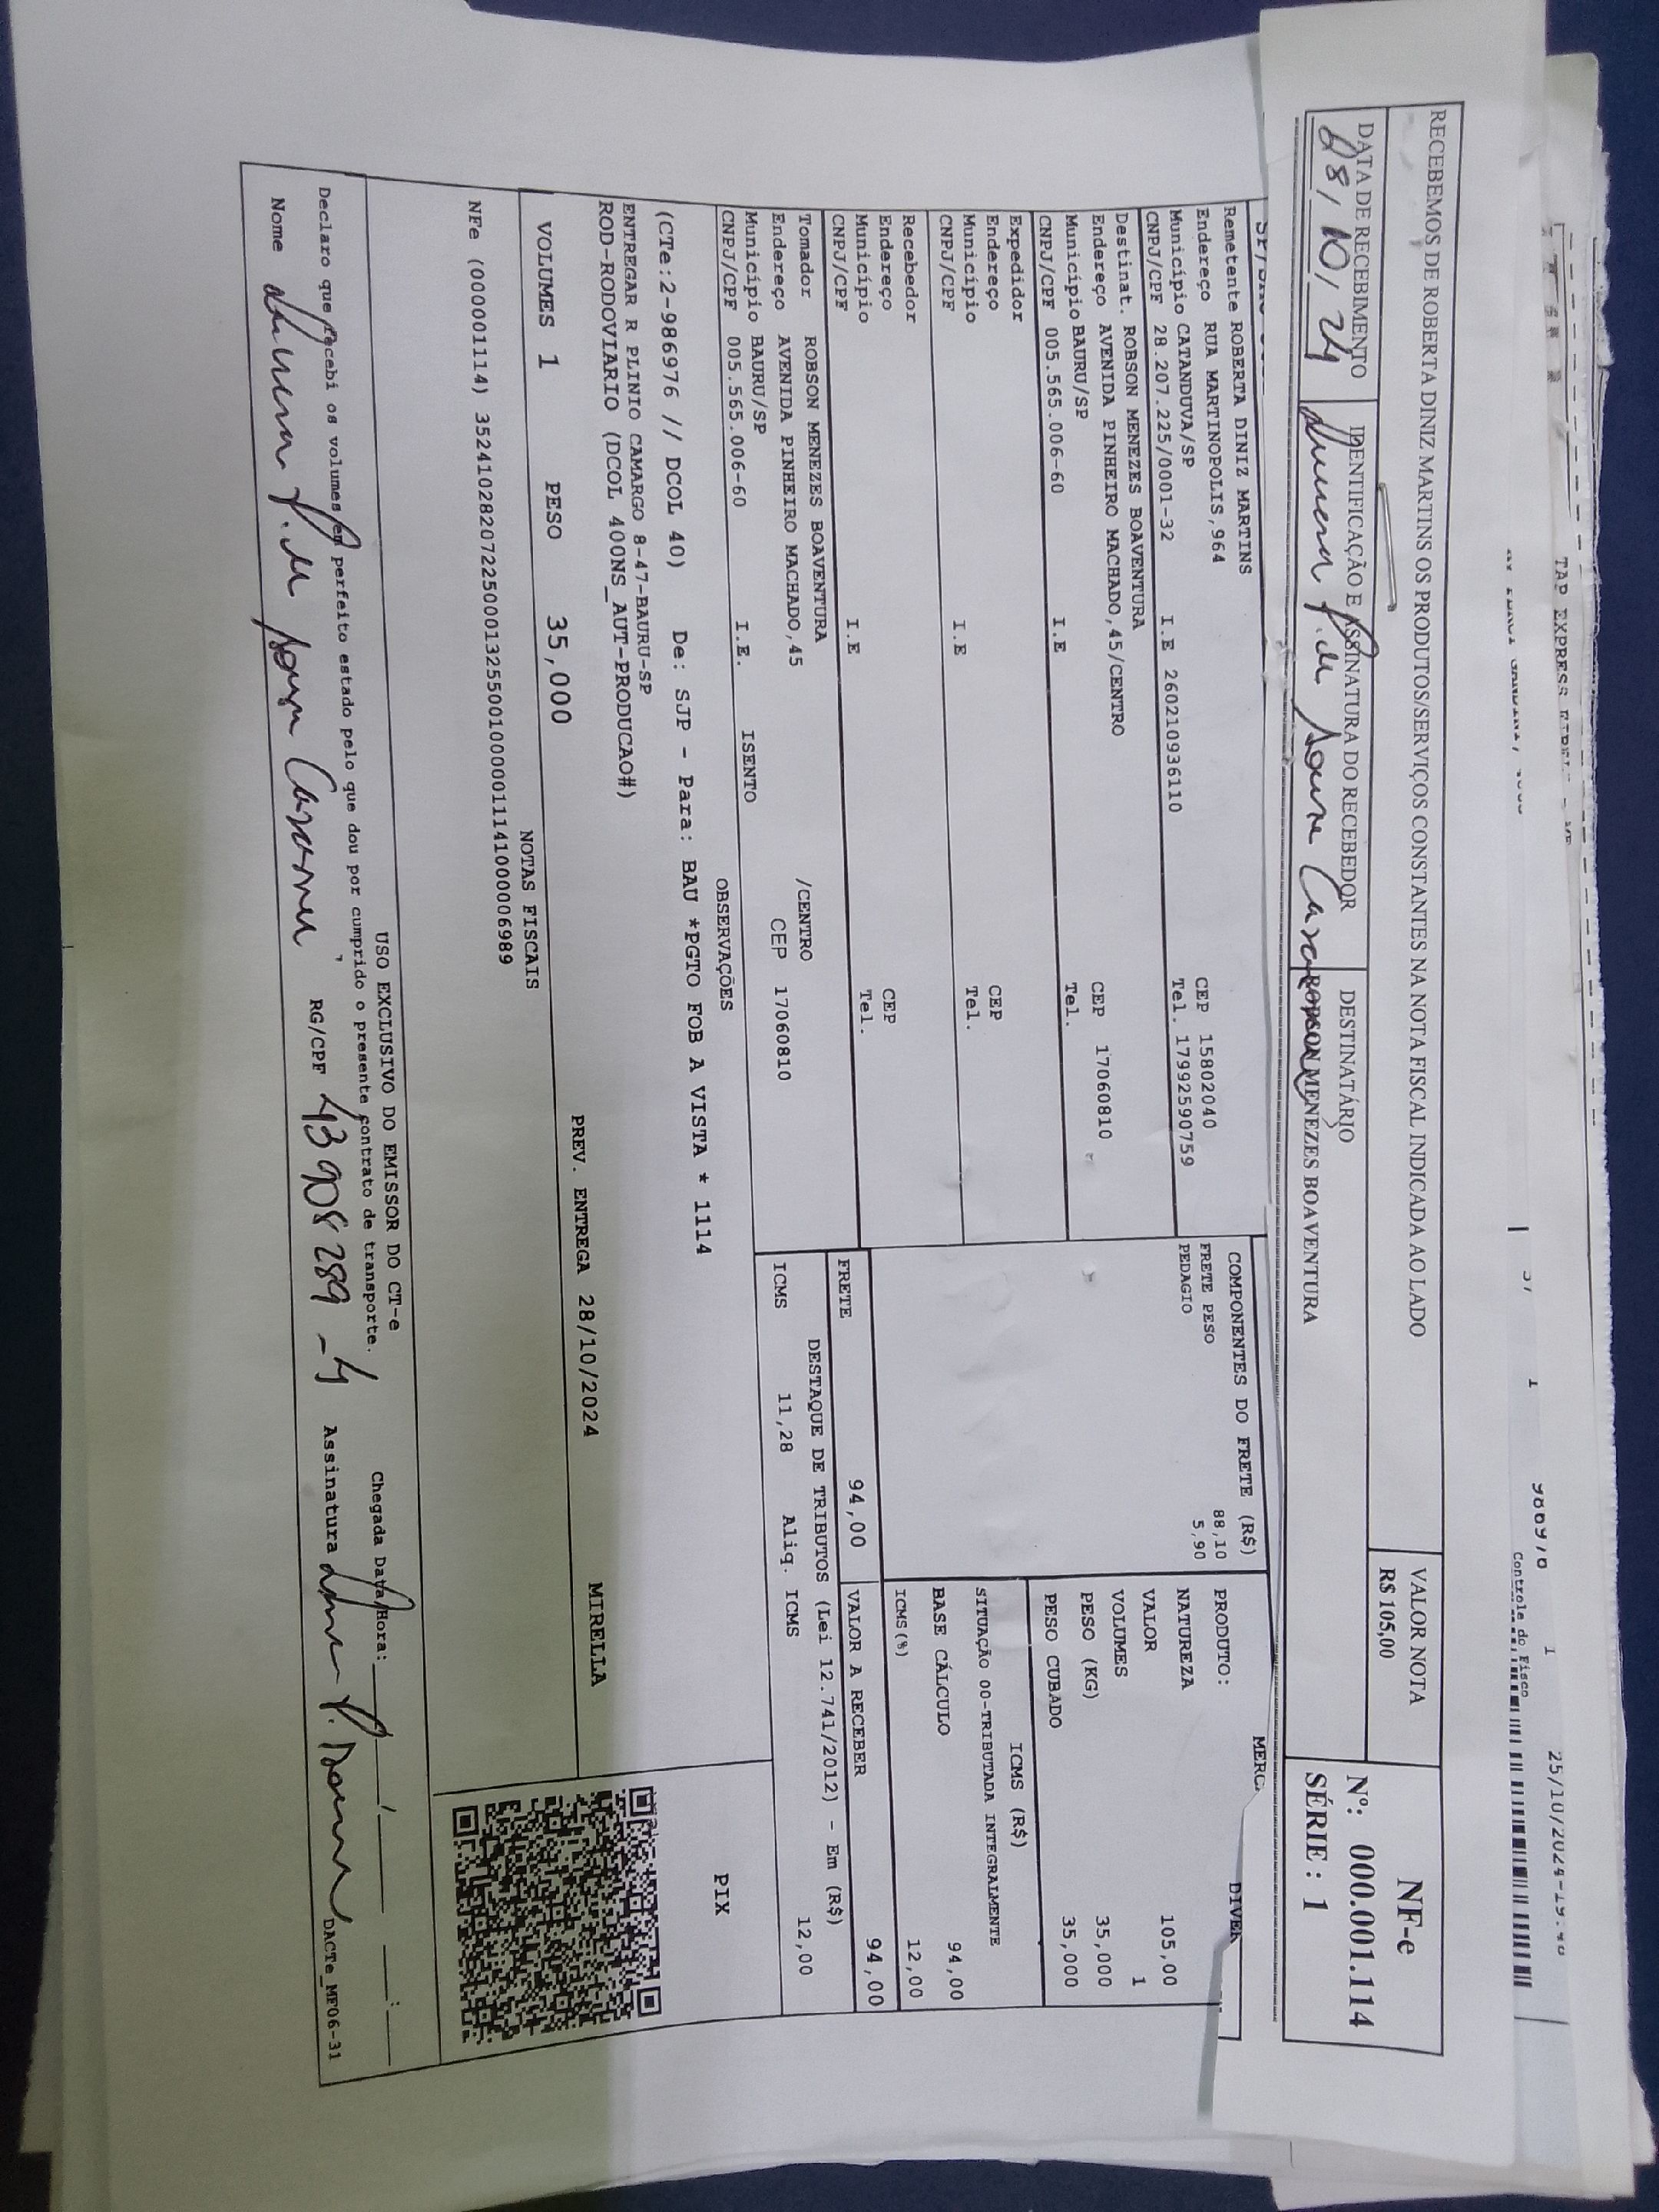 TAP EXPRESS
25/10/2024-19:46
Controle do Fisco
RECEBEMOS DE ROBERTA DINIZ MARTINS OS PRODUTOS/SERVIÇOS CONSTANTES NA NOTA FISCAL INDICADA AO LADO
VALOR NOTA
R$ 105,00
NF-e
Nº: 000.001.114
SÉRIE : 1
DATA DE RECEBIMENTO
28/10/24
IDENTIFICAÇÃO E ASSINATURA DO RECEBEDOR
DESTINATÁRIO
ROBSON MENEZES BOAVENTURA
Remetente ROBERTA DINIZ MARTINS
Endereço RUA MARTINOPOLIS,964 CEP 15802040
Município CATANDUVA/SP Tel. 17992590759
CNPJ/CPF 28.207.225/0001-32 I.E 260210936110
Destinat. ROBSON MENEZES BOAVENTURA
Endereço AVENIDA PINHEIRO MACHADO,45/CENTRO CEP 17060810
Município BAURU/SP Tel.
CNPJ/CPF 005.565.006-60 I.E
Expedidor
Endereço CEP
Município Tel.
CNPJ/CPF I.E
Recebedor
Endereço CEP
Município Tel.
CNPJ/CPF I.E
Tomador ROBSON MENEZES BOAVENTURA /CENTRO
Endereço AVENIDA PINHEIRO MACHADO,45 CEP 17060810
Município BAURU/SP
CNPJ/CPF 005.565.006-60 I.E. ISENTO
COMPONENTES DO FRETE (R$)
FRETE PESO 88,10
PEDAGIO 5,90
MERC.
PRODUTO:
NATUREZA
VALOR 105,00
VOLUMES 1
PESO (KG) 35,000
PESO CUBADO 35,000
ICMS (R$)
SITUAÇÃO 00-TRIBUTADA INTEGRALMENTE
BASE CÁLCULO 94,00
ICMS(%) 12,00
FRETE 94,00
VALOR A RECEBER 94,00
DESTAQUE DE TRIBUTOS (Lei 12.741/2012) - Em (R$)
ICMS 11,28 Aliq. ICMS 12,00
OBSERVAÇÕES
(CTe:2-986976 // DCOL 40) De: SJP - Para: BAU *PGTO FOB A VISTA * 1114
ENTREGAR R PLINIO CAMARGO 8-47-BAURU-SP
ROD-RODOVIARIO (DCOL 400NS_AUT-PRODUCAO#)
PIX
VOLUMES 1 PESO 35,000 PREV. ENTREGA 28/10/2024 MIRELLA
NOTAS FISCAIS
NFe (000001114) 35241028207225000132550010000011141000006989
USO EXCLUSIVO DO EMISSOR DO CT-e
Declaro que recebi os volumes em perfeito estado pelo que dou por cumprido o presente contrato de transporte.
Chegada Data/Hora: ____/____ ____:____
Nome RG/CPF 43908289-4 Assinatura
DACTe_MF06-31